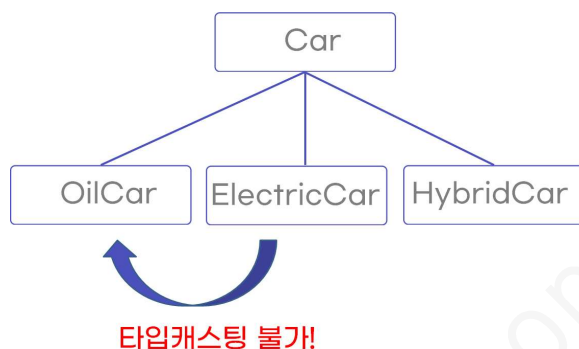 Car
OilCar
ElectricCar
HybridCar
타입캐스팅 불가!